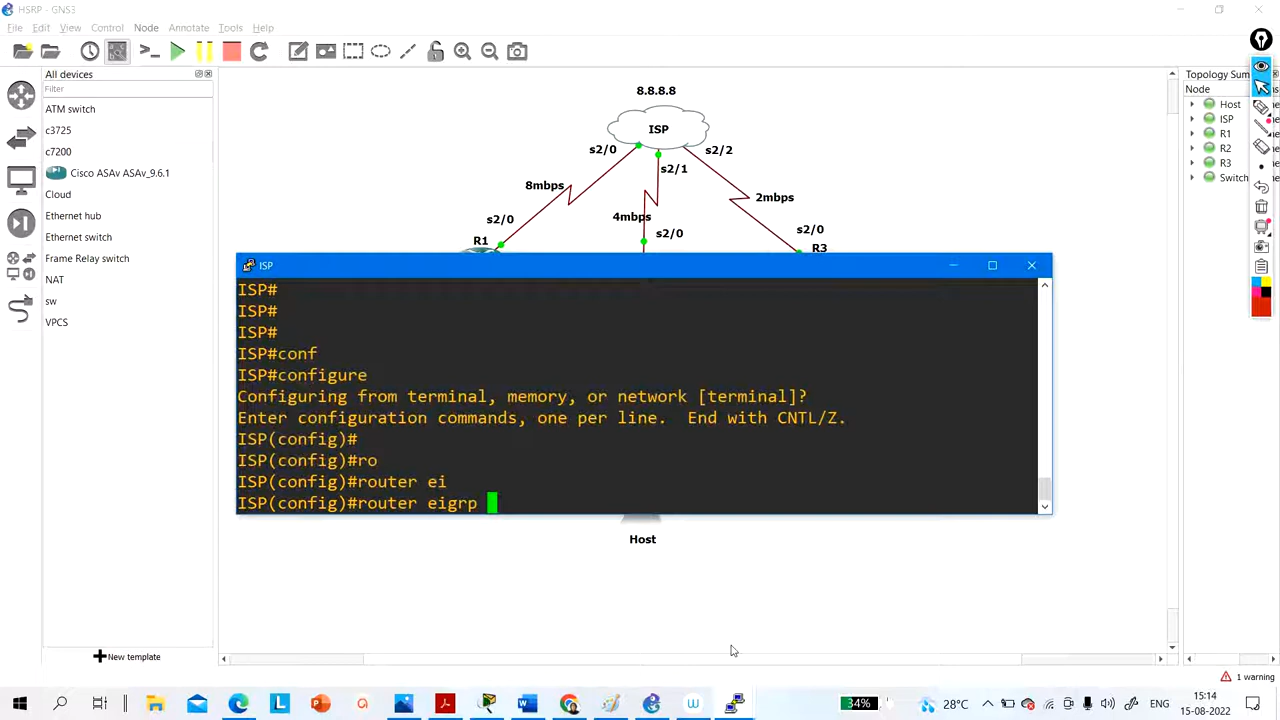 HSRP - GNS3
File Edit View Control Node Annotate Tools Help
All devices
Filter
ATM switch
c3725
c7200
Cisco ASAv ASAv_9.6.1
Cloud
Ethernet hub
Ethernet switch
Frame Relay switch
NAT
sw
VPCS
New template
8.8.8.8
ISP
s2/0
s2/1
s2/2
8mbps
4mbps
2mbps
s2/0
s2/0
s2/0
R1
R3
ISP
ISP#
ISP#
ISP#
ISP#conf
ISP#configure
Configuring from terminal, memory, or network [terminal]?
Enter configuration commands, one per line. End with CNTL/Z.
ISP(config)#
ISP(config)#ro
ISP(config)#router ei
ISP(config)#router eigrp
Host
Topology Sum
Node
Host
ISP
R1
R2
R3
Switch
1 warning
34%
28°C
ENG
15:14
15-08-2022